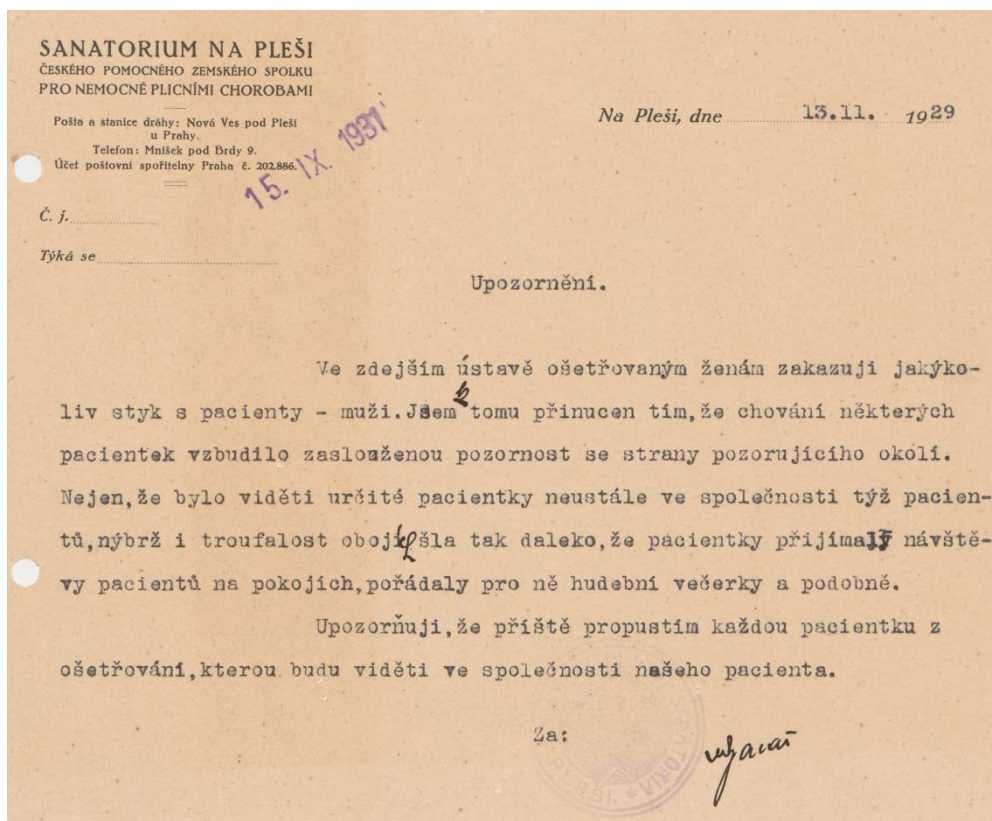 SANATORIUM NA PLEŠI
ČESKÉHO POMOCNÉHO ZEMSKÉHO SPOLKU
PRO NEMOCNÉ PLICNÍMI CHOROBAMI
Pošta a stanice dráhy: Nová Ves pod Pleší
u Prahy.
Telefon: Mníšek pod Brdy 9.
Účet poštovní spořitelny Praha č. 202.886.
15. IX. 1931
Na Pleši, dne 13.11. 1929
Č. j.
Týká se
Upozornění.
Ve zdejším ústavě ošetřovaným ženám zakazuji jakýko-
liv styk s pacienty - muži.Jsem k tomu přinucen tím,že chování některých
pacientek vzbudilo zaslouženou pozornost se strany pozorujícího okolí.
Nejen,že bylo viděti určité pacientky neustále ve společnosti týž pacien-
tů,nýbrž i troufalost obojích šla tak daleko,že pacientky přijímaly návště-
vy pacientů na pokojích,pořádaly pro ně hudební večerky a podobně.
Upozorňuji,že příště propustím každou pacientku z
ošetřování,kterou budu viděti ve společnosti našeho pacienta.
Za: